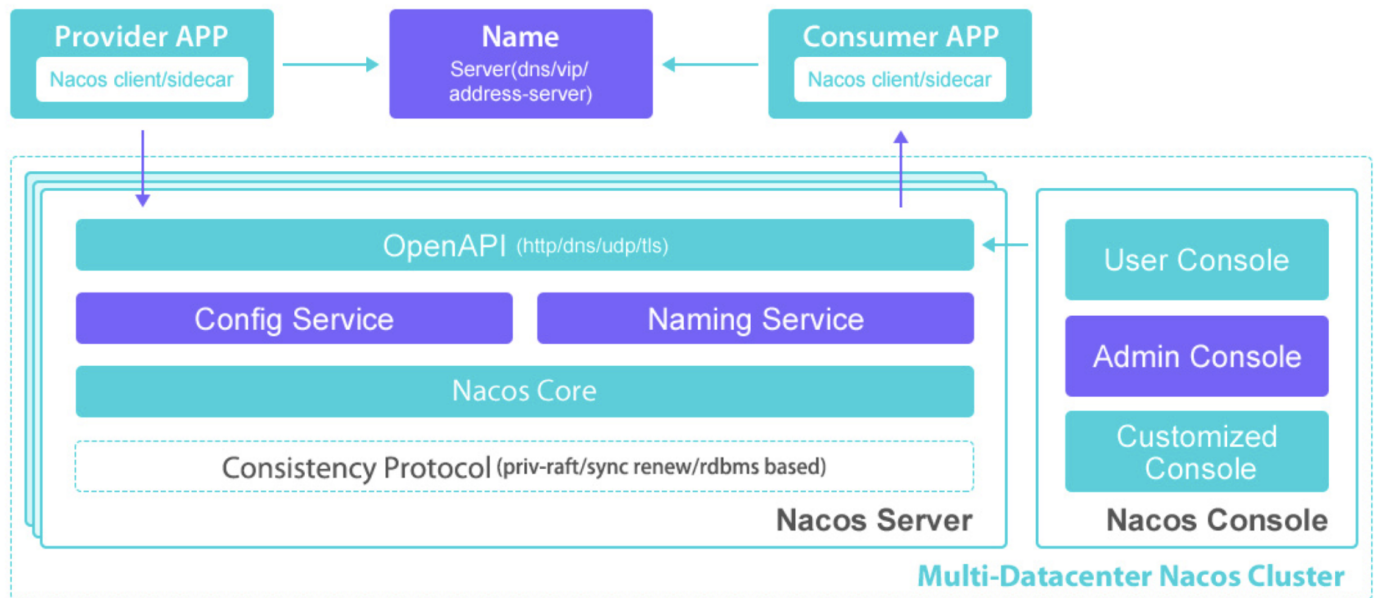 Provider APP
Nacos client/sidecar
Name
Server(dns/vip/
address-server)
Consumer APP
Nacos client/sidecar
OpenAPI (http/dns/udp/tls)
Config Service
Naming Service
Nacos Core
Consistency Protocol (priv-raft/sync renew/rdbms based)
Nacos Server
User Console
Admin Console
Customized
Console
Nacos Console
Multi-Datacenter Nacos Cluster